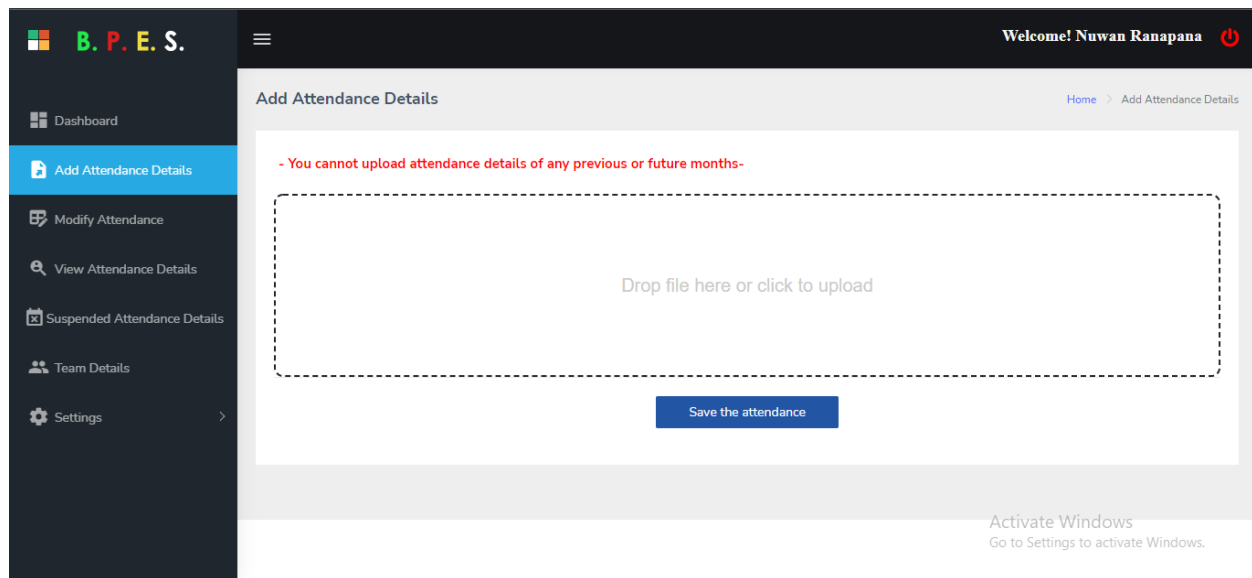 B. P. E. S.
Welcome! Nuwan Ranapana
Dashboard
Add Attendance Details
Modify Attendance
View Attendance Details
Suspended Attendance Details
Team Details
Settings
Add Attendance Details
Home > Add Attendance Details
- You cannot upload attendance details of any previous or future months-
Drop file here or click to upload
Save the attendance
Activate Windows
Go to Settings to activate Windows.